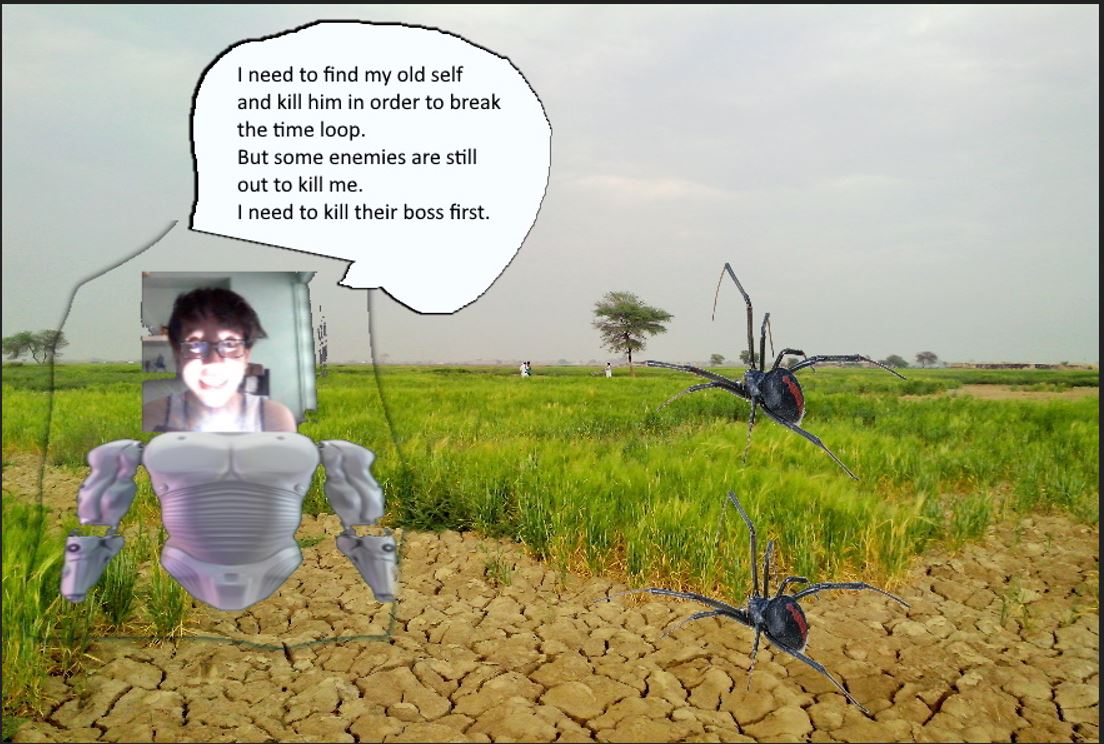 I need to find my old self
and kill him in order to break
the time loop.
But some enemies are still
out to kill me.
I need to kill their boss first.